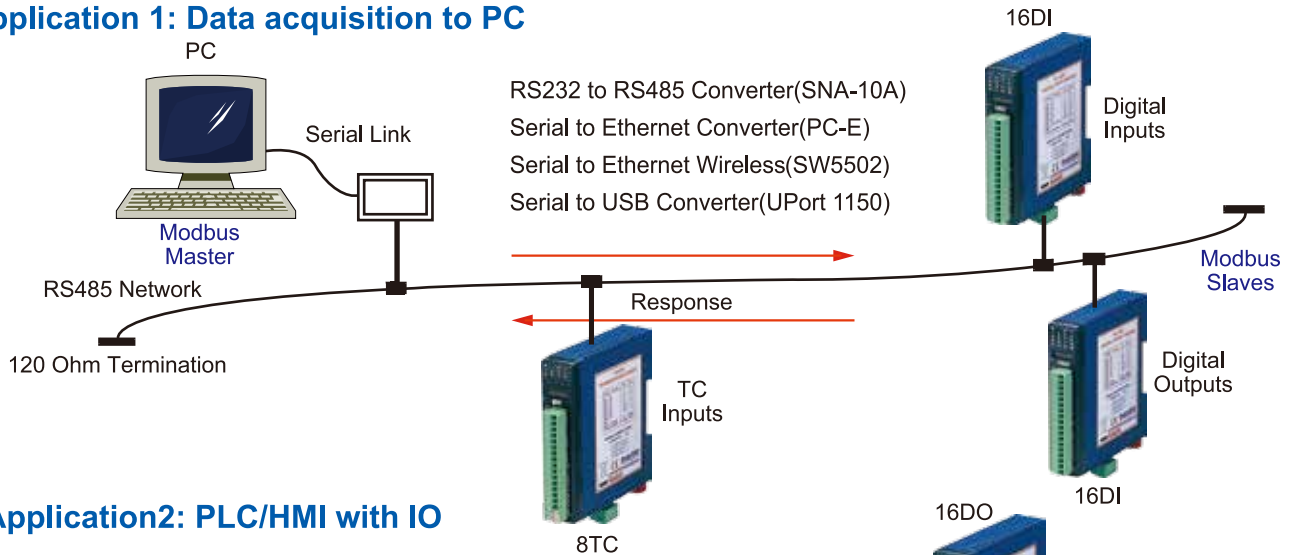 pplication 1: Data acquisition to PC
PC
16DI
RS232 to RS485 Converter(SNA-10A)
Serial to Ethernet Converter(PC-E)
Serial to Ethernet Wireless(SW5502)
Serial to USB Converter(UPort 1150)
Serial Link
Digital
Inputs
Modbus
Master
Modbus
Slaves
RS485 Network
Response
120 Ohm Termination
TC
Inputs
Digital
Outputs
16DI
Application2: PLC/HMI with IO
8TC
16DO